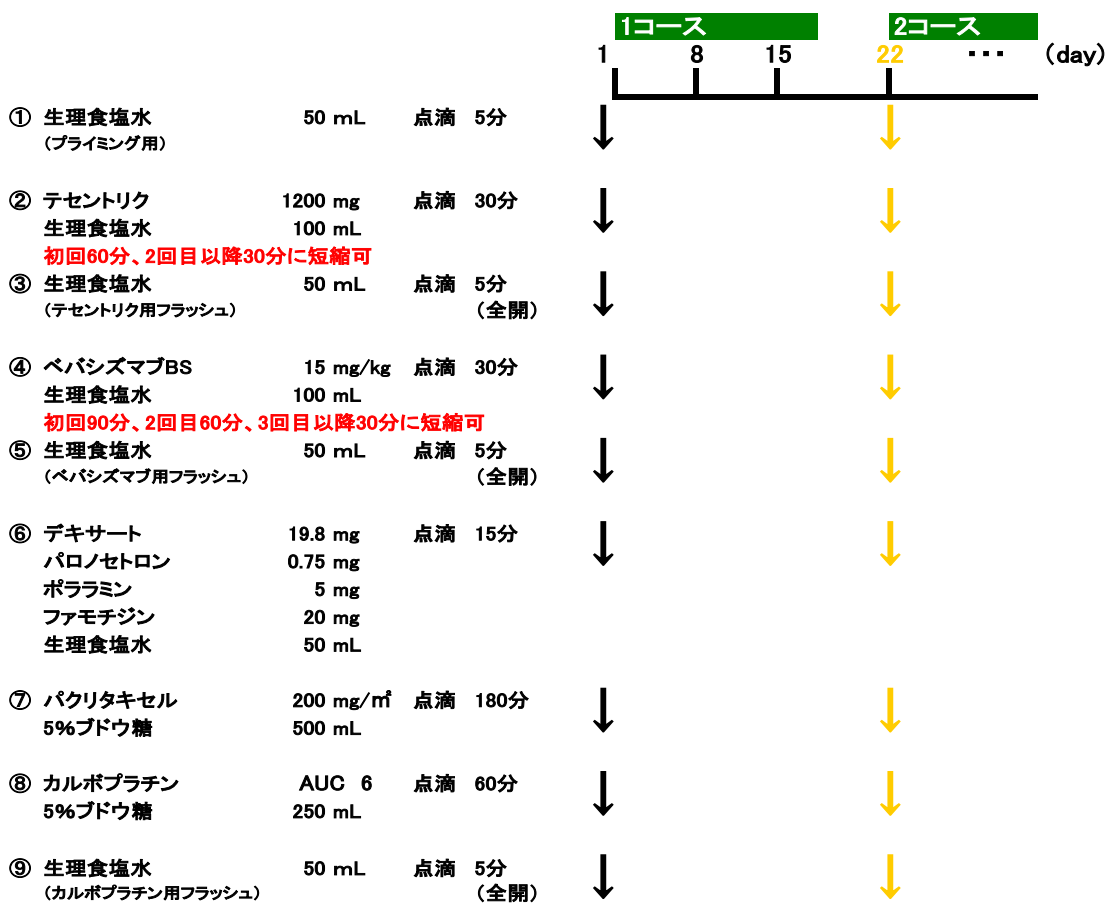 1コース 2コース
1 8 15 22 ・・・ （day）
① 生理食塩水 50 mL 点滴 5分
（プライミング用）
② テセントリク 1200 mg 点滴 30分
生理食塩水 100 mL
初回60分、2回目以降30分に短縮可
③ 生理食塩水 50 mL 点滴 5分
（テセントリク用フラッシュ） （全開）
④ ベバシズマブBS 15 mg/kg 点滴 30分
生理食塩水 100 mL
初回90分、2回目60分、3回目以降30分に短縮可
⑤ 生理食塩水 50 mL 点滴 5分
（ベバシズマブ用フラッシュ） （全開）
⑥ デキサート 19.8 mg 点滴 15分
パロノセトロン 0.75 mg
ポララミン 5 mg
ファモチジン 20 mg
生理食塩水 50 mL
⑦ パクリタキセル 200 mg/㎡ 点滴 180分
5%ブドウ糖 500 mL
⑧ カルボプラチン AUC 6 点滴 60分
5%ブドウ糖 250 mL
⑨ 生理食塩水 50 mL 点滴 5分
（カルボプラチン用フラッシュ） （全開）